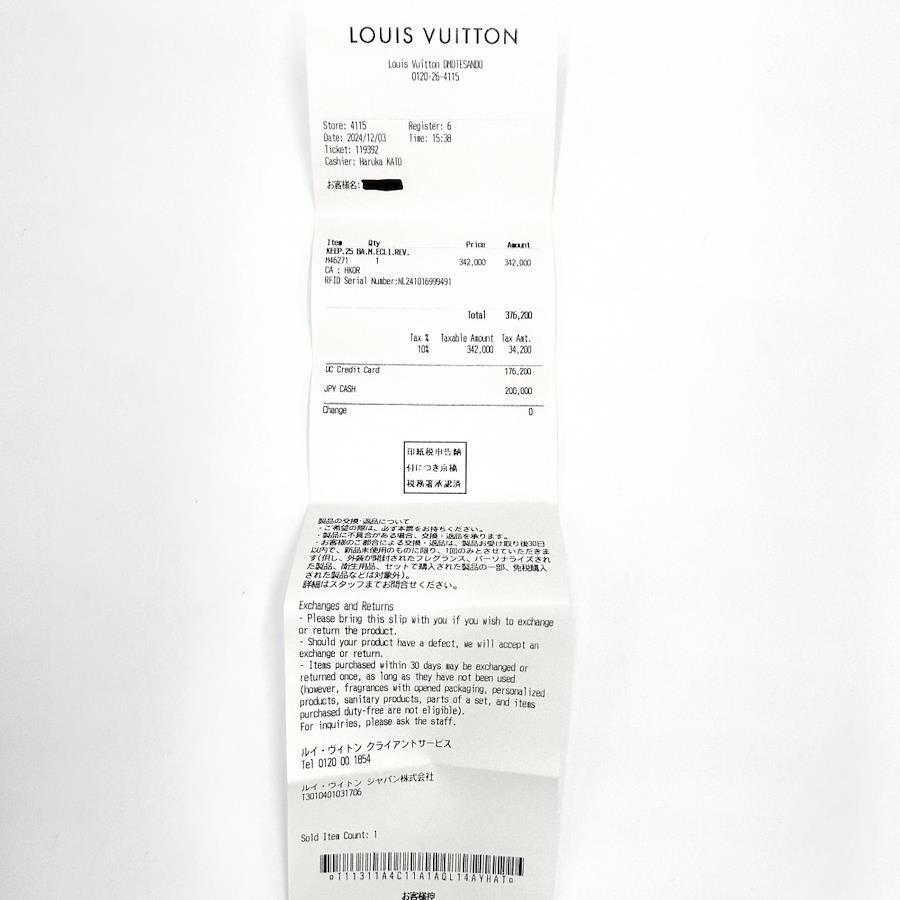 LOUIS VUITTON
Louis Vuitton OMOTESANDO
0120-26-4115
Store: 4115 Register: 6
Date: 2024/12/03 Time: 15:38
Ticket: 119392
Cashier: Haruka KATO
お客様名:
Item Qty Price Amount
KEEP.25 BA.M.ECLI.REV.
M46271 1 342,000 342,000
CA : HKOR
RFID Serial Number:NL241016999491
Total 376,200
Tax % Taxable Amount Tax Amt.
10% 342,000 34,200
UC Credit Card 176,200
JPY CASH 200,000
Change 0
印紙税申告納
付につき京橋
税務署承認済
製品の交換・返品について
・ご希望の際は、必ず本票をお持ちください。
・製品に不具合がある場合、交換・返品を承ります。
・お客様のご都合による交換・返品は、製品お受け取り後30日
以内で、新品未使用のものに限り、1回のみとさせていただきま
す(但し、外装が開封されたフレグランス、パーソナライズされ
た製品、衛生用品、セットで購入された製品の一部、免税購入
された製品などは対象外)。
詳細はスタッフまでお問合せください。
Exchanges and Returns
- Please bring this slip with you if you wish to exchange
or return the product.
- Should your product have a defect, we will accept an
exchange or return.
- Items purchased within 30 days may be exchanged or
returned once, as long as they have not been used
(however, fragrances with opened packaging, personalized
products, sanitary products, parts of a set, and items
purchased duty-free are not eligible).
For inquiries, please ask the staff.
ルイ・ヴィトン クライアントサービス
Tel 0120 00 1854
ルイ・ヴィトン ジャパン株式会社
T3010401031706
Sold Item Count: 1
¤T11311A4C11A1AQL14AYHAT¤
お客様控